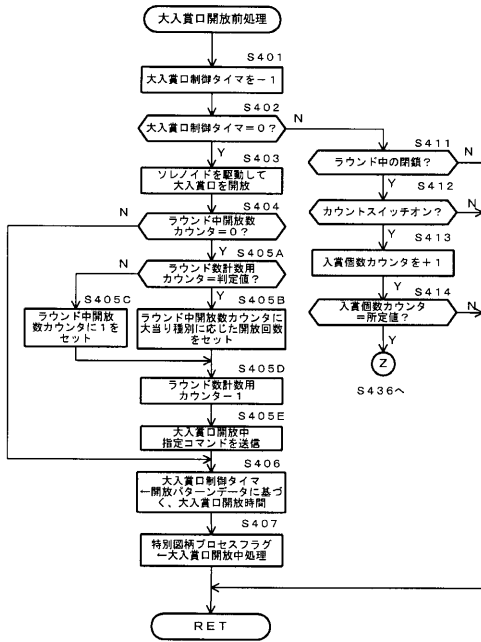 大入賞口開放前処理
S401
大入賞口制御タイマを−1
S402
大入賞口制御タイマ=0?
N
Y
S403
ソレノイドを駆動して
大入賞口を開放
S404
ラウンド中開放数
カウンタ=0?
N
Y
S405A
ラウンド数計数用
カウンタ=判定値?
N
Y
S405C
ラウンド中開放
数カウンタに1を
セット
S405B
ラウンド中開放数カウンタに
大当り種別に応じた開放回数
をセット
S405D
ラウンド数計数用
カウンター1
S405E
大入賞口開放中
指定コマンドを送信
S406
大入賞口制御タイマ
←開放パターンデータに基づ
く、大入賞口開放時間
S407
特別図柄プロセスフラグ
←大入賞口開放中処理
RET
S411
ラウンド中の閉鎖?
N
Y
S412
カウントスイッチオン?
N
Y
S413
入賞個数カウンタを+1
S414
入賞個数カウンタ
=所定値?
N
Y
Z
S436へ